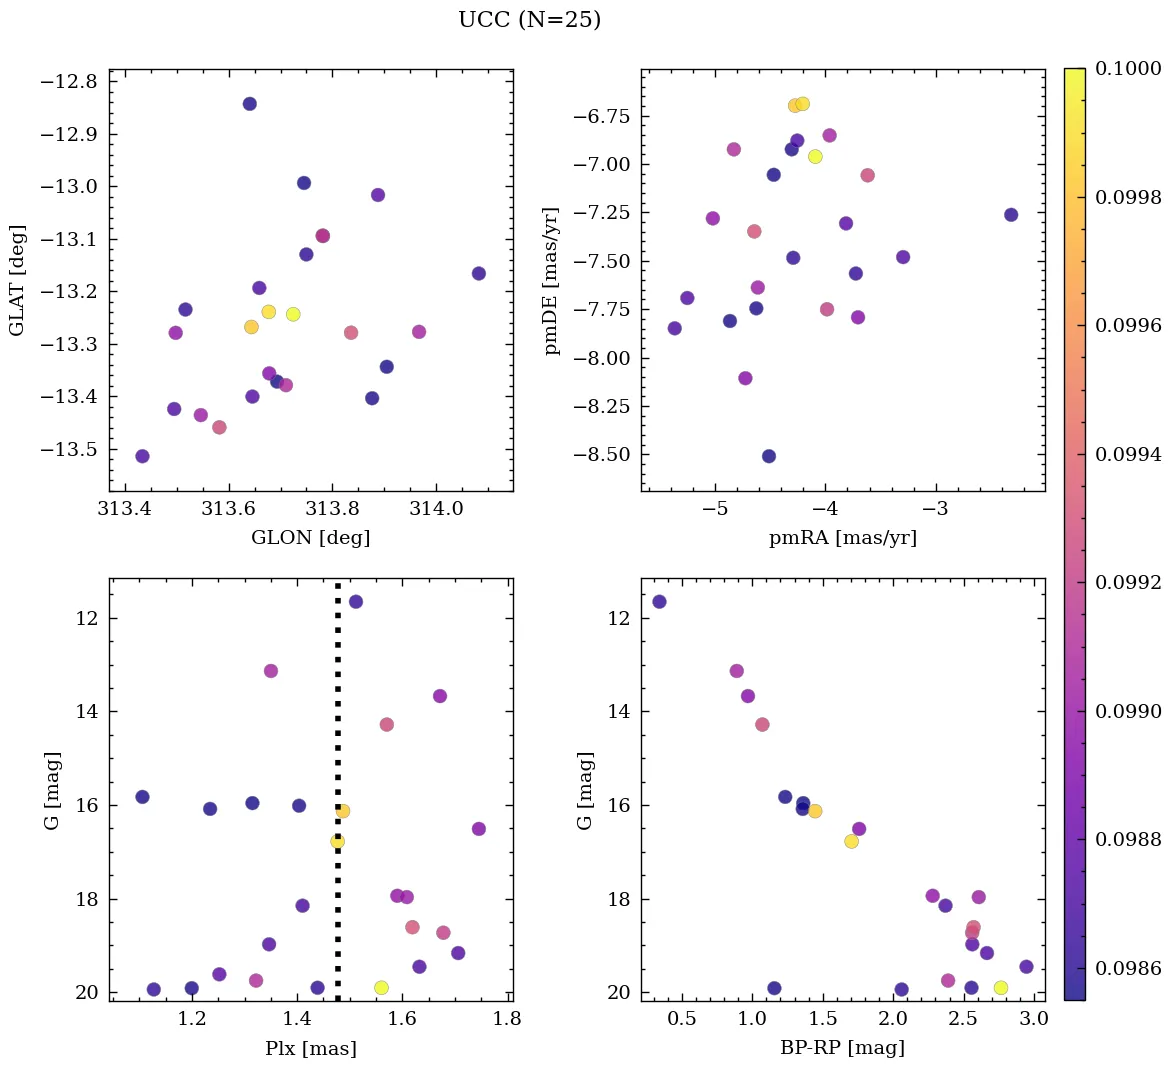 UCC (N=25)
−12.8
−12.9
−13.0
−13.1
−13.2
−13.3
−13.4
−13.5
GLAT [deg]
313.4 313.6 313.8 314.0
GLON [deg]
−6.75
−7.00
−7.25
−7.50
−7.75
−8.00
−8.25
−8.50
pmDE [mas/yr]
−5 −4 −3
pmRA [mas/yr]
12
14
16
18
20
G [mag]
1.2 1.4 1.6 1.8
Plx [mas]
12
14
16
18
20
G [mag]
0.5 1.0 1.5 2.0 2.5 3.0
BP-RP [mag]
0.1000
0.0998
0.0996
0.0994
0.0992
0.0990
0.0988
0.0986